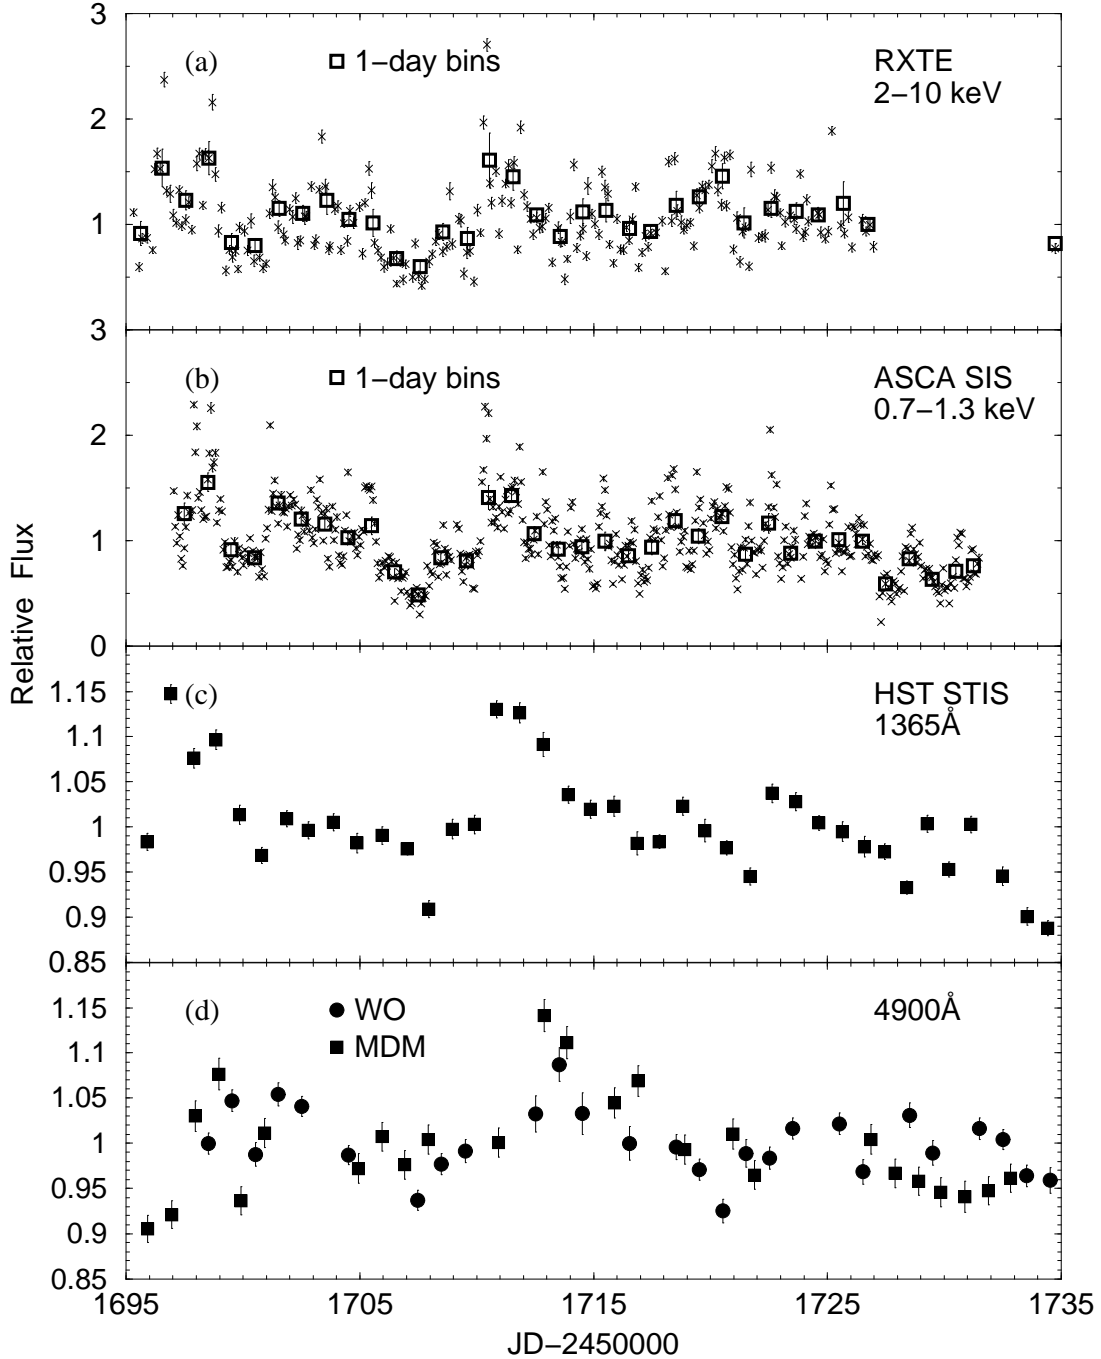 3
(a)
1−day bins
RXTE
2−10 keV
2
1
3
(b)
1−day bins
ASCA SIS
0.7−1.3 keV
2
1
0
Relative Flux
(c)
HST STIS
1365Å
1.15
1.1
1.05
1
0.95
0.9
0.85
(d)
WO
MDM
4900Å
1.15
1.1
1.05
1
0.95
0.9
0.85
1695
1705
1715
1725
1735
JD−2450000